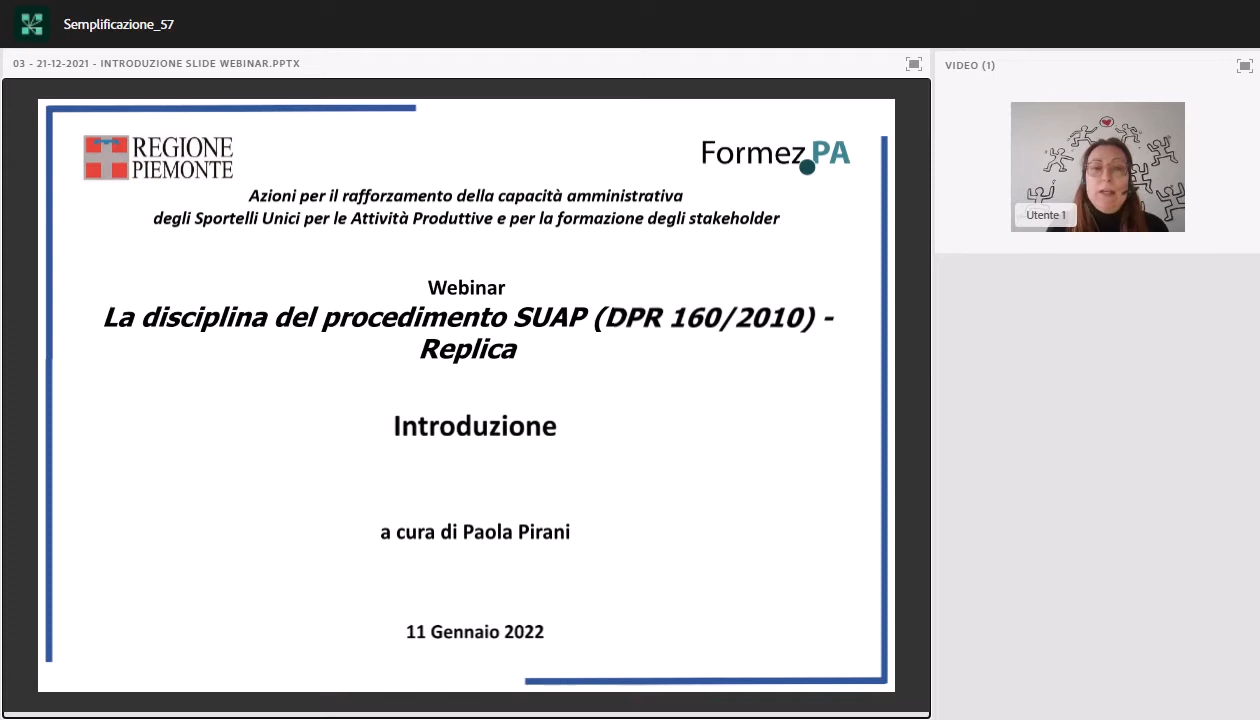 Semplificazione_57
03 - 21-12-2021 - INTRODUZIONE SLIDE WEBINAR.PPTX
VIDEO (1)
REGIONE
PIEMONTE
Formez.PA
Azioni per il rafforzamento della capacità amministrativa
degli Sportelli Unici per le Attività Produttive e per la formazione degli stakeholder
Webinar
La disciplina del procedimento SUAP (DPR 160/2010) -
Replica
Introduzione
a cura di Paola Pirani
11 Gennaio 2022
Utente 1